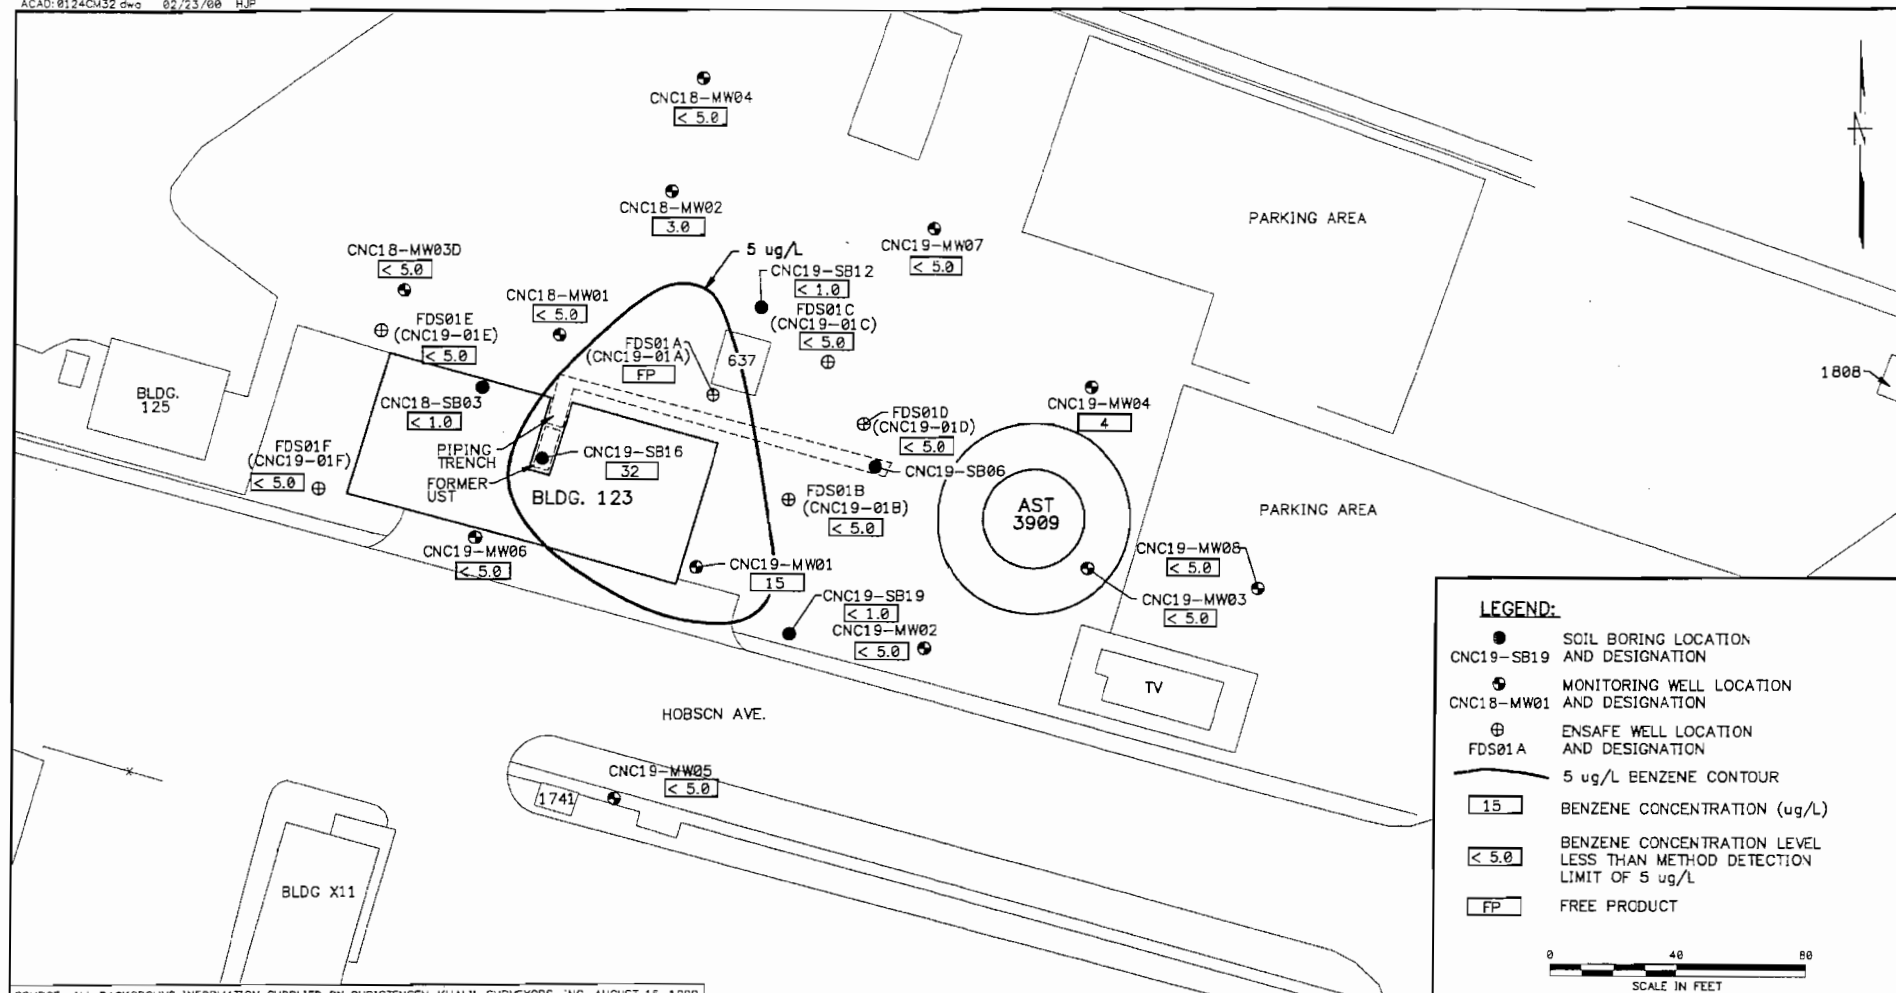 ACAD: 0124CM32.dwg 02/23/00 HJP
CNC18-MW04
< 5.0
CNC18-MW02
3.0
PARKING AREA
CNC18-MW03D
< 5.0
5 ug/L
CNC19-MW07
< 5.0
CNC19-SB12
< 1.0
CNC18-MW01
< 5.0
FDS01C
(CNC19-01C)
< 5.0
FDS01E
(CNC19-01E)
< 5.0
FDS01A
(CNC19-01A)
FP
637
1808
BLDG.
125
CNC18-SB03
< 1.0
CNC19-MW04
4
FDS01D
(CNC19-01D)
< 5.0
FDS01F
(CNC19-01F)
< 5.0
PIPING
TRENCH
CNC19-SB16
32
CNC19-SB06
FORMER
UST
BLDG. 123
FDS01B
(CNC19-01B)
< 5.0
AST
3909
PARKING AREA
CNC19-MW06
< 5.0
CNC19-MW01
15
CNC19-MW08
< 5.0
CNC19-SB19
< 1.0
CNC19-MW03
< 5.0
CNC19-MW02
< 5.0
TV
HOBSON AVE.
CNC19-MW05
< 5.0
1741
BLDG X11
LEGEND:
CNC19-SB19 SOIL BORING LOCATION AND DESIGNATION
CNC18-MW01 MONITORING WELL LOCATION AND DESIGNATION
FDS01A ENSAFE WELL LOCATION AND DESIGNATION
5 ug/L BENZENE CONTOUR
15 BENZENE CONCENTRATION (ug/L)
< 5.0 BENZENE CONCENTRATION LEVEL
LESS THAN METHOD DETECTION
LIMIT OF 5 ug/L
FP FREE PRODUCT
0 40 80
SCALE IN FEET